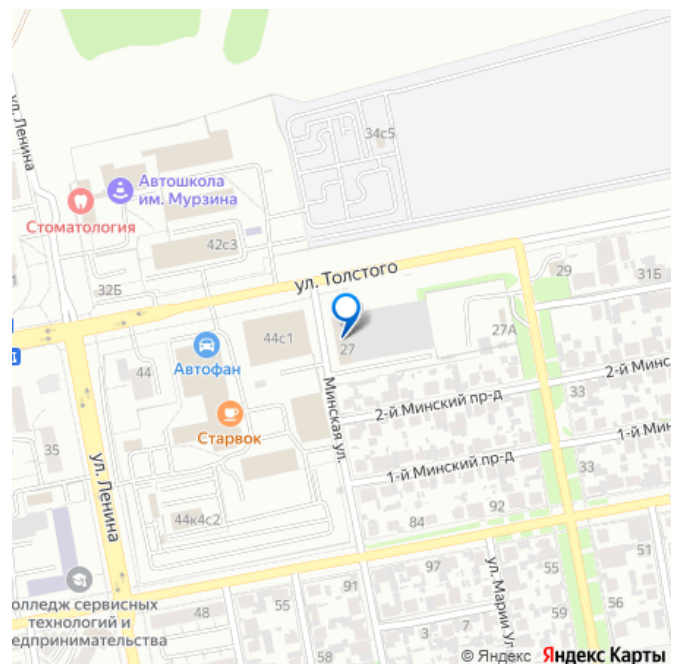 ул. Ленина
34с5
Автошкола
им. Мурзина
Стоматология
42с3
ул. Толстого
29
31Б
32Б
44с1
27
27А
44
Автофан
Минская ул.
2-й Минский пр-д
2-й Минс
33
Старвок
1-й Мин
35
ул. Ленина
1-й Минский пр-д
33
92
84
44к4с2
51
97
91
ул. Марии Ул
55
56
олледж сервисных
технологий и
едпринимательства
48
55
7
59
3
58
© Яндекс Яндекс Карты